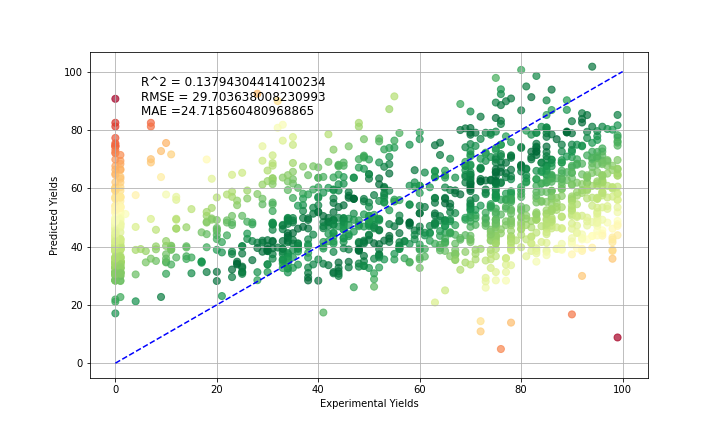 R^2 = 0.13794304414100234
RMSE = 29.703638008230993
MAE =24.718560480968865
Predicted Yields
100
80
60
40
20
0
0 20 40 60 80 100
Experimental Yields